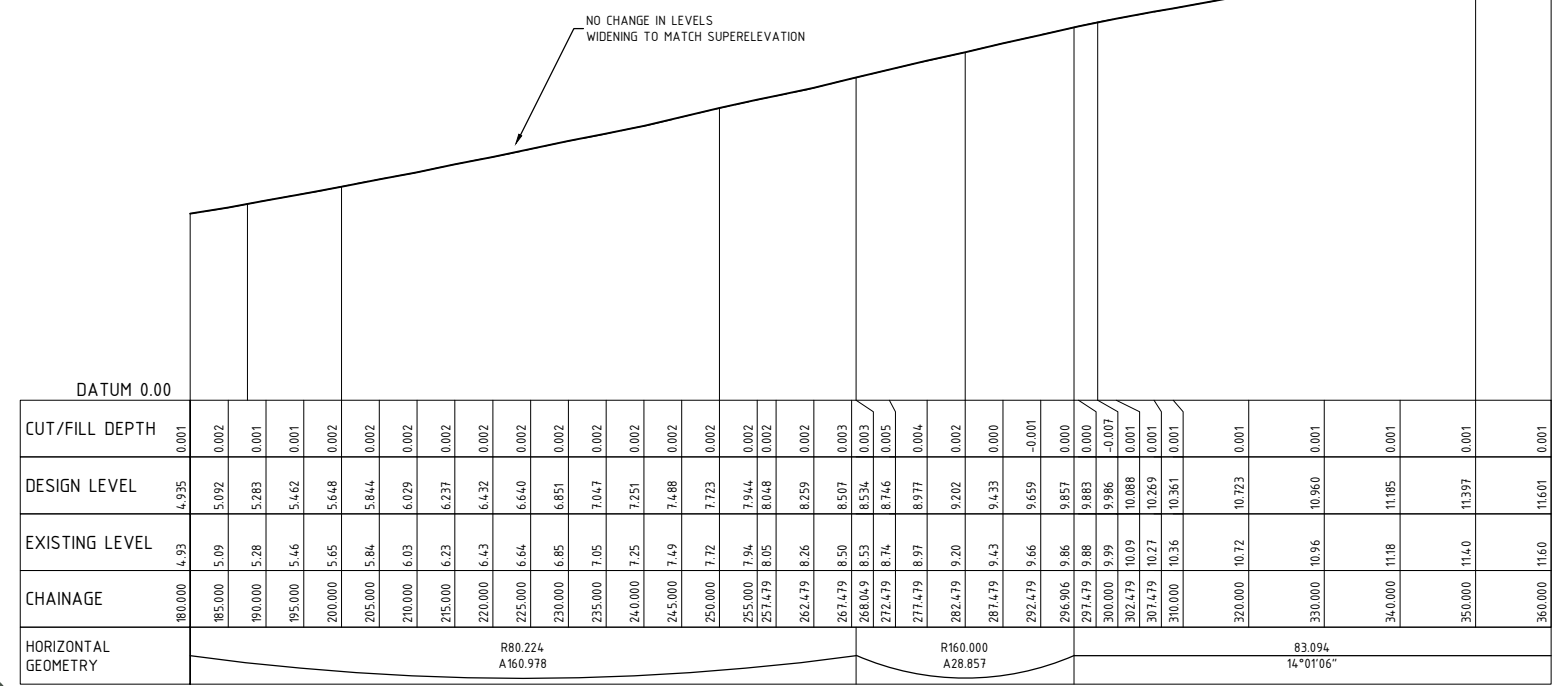 NO CHANGE IN LEVELS
WIDENING TO MATCH SUPERELEVATION
DATUM 0.00
CUT/FILL DEPTH 0.001 0.002 0.001 0.001 0.002 0.002 0.002 0.002 0.002 0.002 0.002 0.002 0.002 0.002 0.002 0.002 0.002 0.002 0.003 0.003 0.005 0.004 0.002 0.000 -0.001 0.000 0.000 -0.007 0.001 0.001 0.001 0.001 0.001 0.001 0.001 0.001
DESIGN LEVEL 4.935 5.092 5.283 5.462 5.648 5.844 6.029 6.237 6.432 6.640 6.851 7.047 7.251 7.488 7.723 7.944 8.048 8.259 8.507 8.534 8.746 8.977 9.202 9.433 9.659 9.857 9.883 9.986 10.088 10.269 10.361 10.723 10.960 11.185 11.397 11.601
EXISTING LEVEL 4.93 5.09 5.28 5.46 5.65 5.84 6.03 6.23 6.43 6.64 6.85 7.05 7.25 7.49 7.72 7.94 8.05 8.26 8.50 8.53 8.74 8.97 9.20 9.43 9.66 9.86 9.88 9.99 10.09 10.27 10.36 10.72 10.96 11.18 11.40 11.60
CHAINAGE 180.000 185.000 190.000 195.000 200.000 205.000 210.000 215.000 220.000 225.000 230.000 235.000 240.000 245.000 250.000 255.000 257.479 262.479 267.479 268.049 272.479 277.479 282.479 287.479 292.479 296.906 297.479 300.000 302.479 307.479 310.000 320.000 330.000 340.000 350.000 360.000
HORIZONTAL
GEOMETRY
R80.224
A160.978
R160.000
A28.857
83.094
14°01'06"